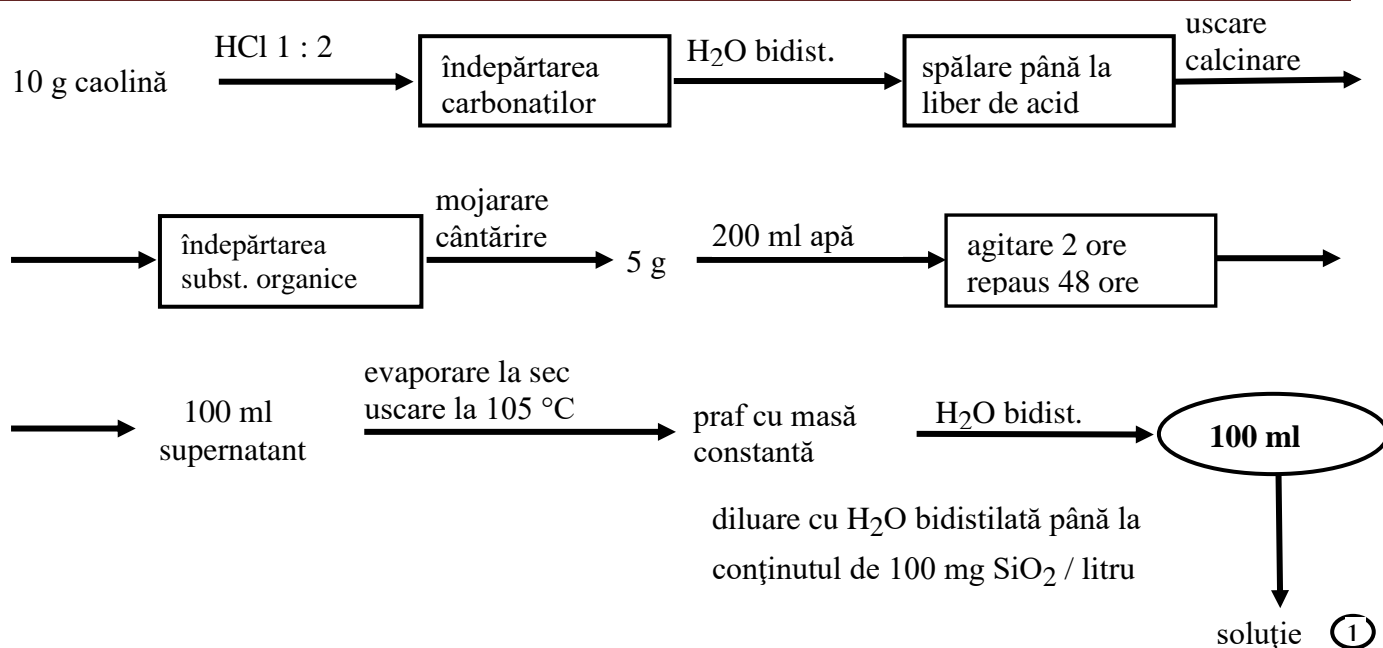 10 g caolină
HCl 1 : 2
îndepărtarea
carbonatilor
H2O bidist.
spălare până la
liber de acid
uscare
calcinare
îndepărtarea
subst. organice
mojarare
cântărire
5 g
200 ml apă
agitare 2 ore
repaus 48 ore
100 ml
supernatant
evaporare la sec
uscare la 105 °C
praf cu masă
constantă
H2O bidist.
100 ml
diluare cu H2O bidistilată până la
conţinutul de 100 mg SiO2 / litru
soluţie 1